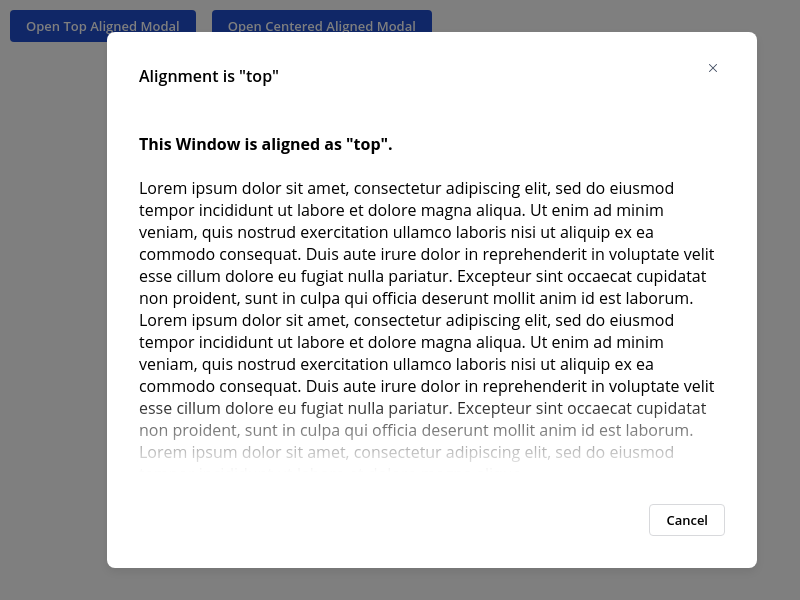 Open Top Aligned Modal
Open Centered Aligned Modal
Alignment is "top"
This Window is aligned as "top".
Lorem ipsum dolor sit amet, consectetur adipiscing elit, sed do eiusmod
tempor incididunt ut labore et dolore magna aliqua. Ut enim ad minim
veniam, quis nostrud exercitation ullamco laboris nisi ut aliquip ex ea
commodo consequat. Duis aute irure dolor in reprehenderit in voluptate velit
esse cillum dolore eu fugiat nulla pariatur. Excepteur sint occaecat cupidatat
non proident, sunt in culpa qui officia deserunt mollit anim id est laborum.
Lorem ipsum dolor sit amet, consectetur adipiscing elit, sed do eiusmod
tempor incididunt ut labore et dolore magna aliqua. Ut enim ad minim
veniam, quis nostrud exercitation ullamco laboris nisi ut aliquip ex ea
commodo consequat. Duis aute irure dolor in reprehenderit in voluptate velit
esse cillum dolore eu fugiat nulla pariatur. Excepteur sint occaecat cupidatat
non proident, sunt in culpa qui officia deserunt mollit anim id est laborum.
Lorem ipsum dolor sit amet, consectetur adipiscing elit, sed do eiusmod
Cancel